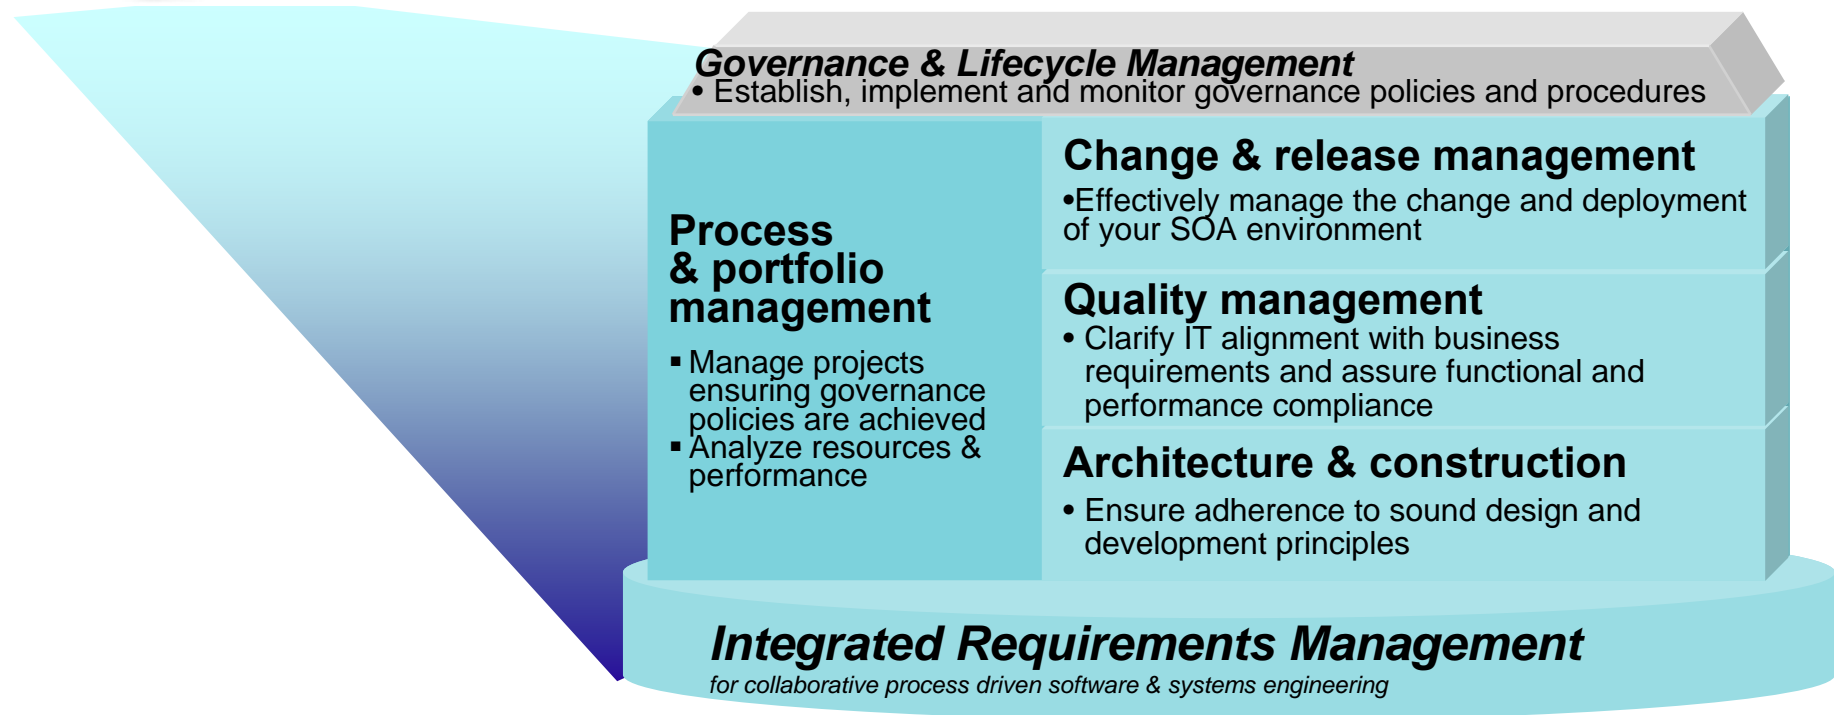 Governance & Lifecycle Management
• Establish, implement and monitor governance policies and procedures
Process
& portfolio
management
▪ Manage projects
ensuring governance
policies are achieved
▪ Analyze resources &
performance
Change & release management
•Effectively manage the change and deployment
of your SOA environment
Quality management
• Clarify IT alignment with business
requirements and assure functional and
performance compliance
Architecture & construction
• Ensure adherence to sound design and
development principles
Integrated Requirements Management
for collaborative process driven software & systems engineering